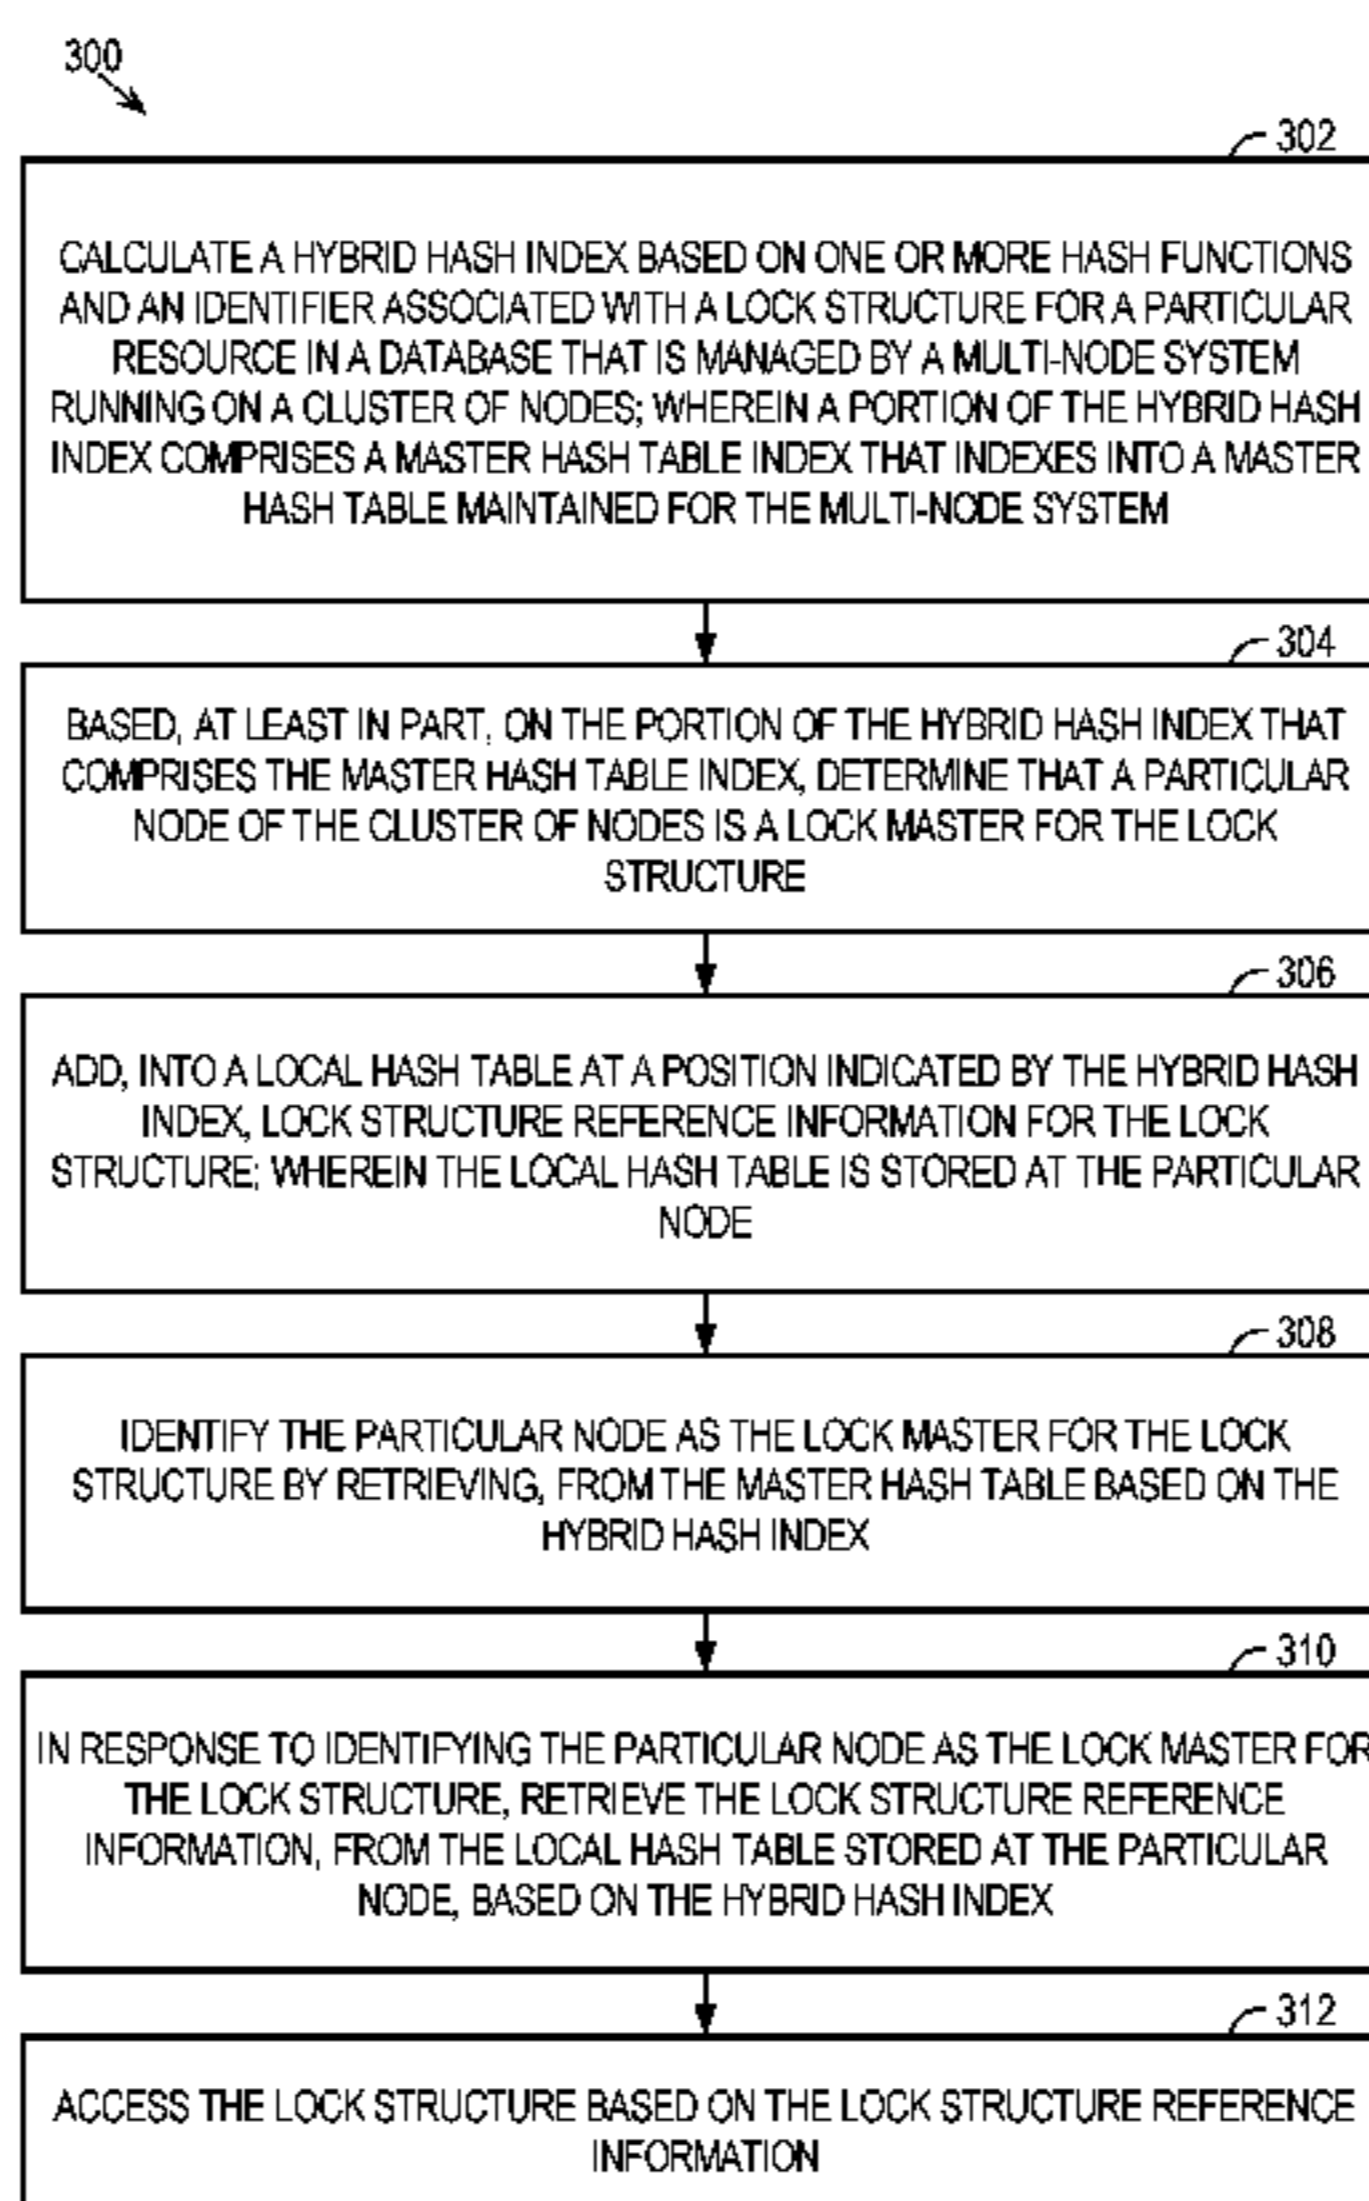 300
302
CALCULATE A HYBRID HASH INDEX BASED ON ONE OR MORE HASH FUNCTIONS
AND AN IDENTIFIER ASSOCIATED WITH A LOCK STRUCTURE FOR A PARTICULAR
RESOURCE IN A DATABASE THAT IS MANAGED BY A MULTI-NODE SYSTEM
RUNNING ON A CLUSTER OF NODES; WHEREIN A PORTION OF THE HYBRID HASH
INDEX COMPRISES A MASTER HASH TABLE INDEX THAT INDEXES INTO A MASTER
HASH TABLE MAINTAINED FOR THE MULTI-NODE SYSTEM
304
BASED, AT LEAST IN PART, ON THE PORTION OF THE HYBRID HASH INDEX THAT
COMPRISES THE MASTER HASH TABLE INDEX, DETERMINE THAT A PARTICULAR
NODE OF THE CLUSTER OF NODES IS A LOCK MASTER FOR THE LOCK
STRUCTURE
306
ADD, INTO A LOCAL HASH TABLE AT A POSITION INDICATED BY THE HYBRID HASH
INDEX, LOCK STRUCTURE REFERENCE INFORMATION FOR THE LOCK
STRUCTURE; WHEREIN THE LOCAL HASH TABLE IS STORED AT THE PARTICULAR
NODE
308
IDENTIFY THE PARTICULAR NODE AS THE LOCK MASTER FOR THE LOCK
STRUCTURE BY RETRIEVING, FROM THE MASTER HASH TABLE BASED ON THE
HYBRID HASH INDEX
310
IN RESPONSE TO IDENTIFYING THE PARTICULAR NODE AS THE LOCK MASTER FOR
THE LOCK STRUCTURE, RETRIEVE THE LOCK STRUCTURE REFERENCE
INFORMATION, FROM THE LOCAL HASH TABLE STORED AT THE PARTICULAR
NODE, BASED ON THE HYBRID HASH INDEX
312
ACCESS THE LOCK STRUCTURE BASED ON THE LOCK STRUCTURE REFERENCE
INFORMATION